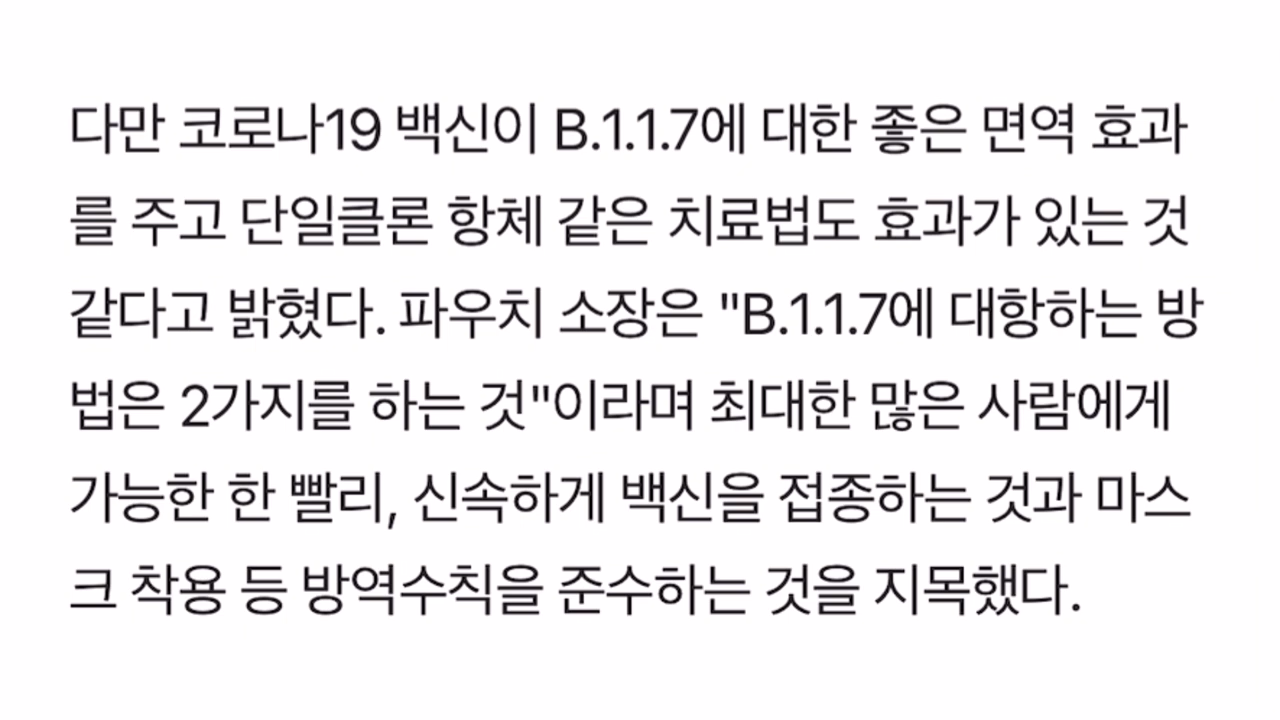 다만 코로나19 백신이 B.1.1.7에 대한 좋은 면역 효과
를 주고 단일클론 항체 같은 치료법도 효과가 있는 것
같다고 밝혔다. 파우치 소장은 "B.1.1.7에 대항하는 방
법은 2가지를 하는 것"이라며 최대한 많은 사람에게
가능한 한 빨리, 신속하게 백신을 접종하는 것과 마스
크 착용 등 방역수칙을 준수하는 것을 지목했다.